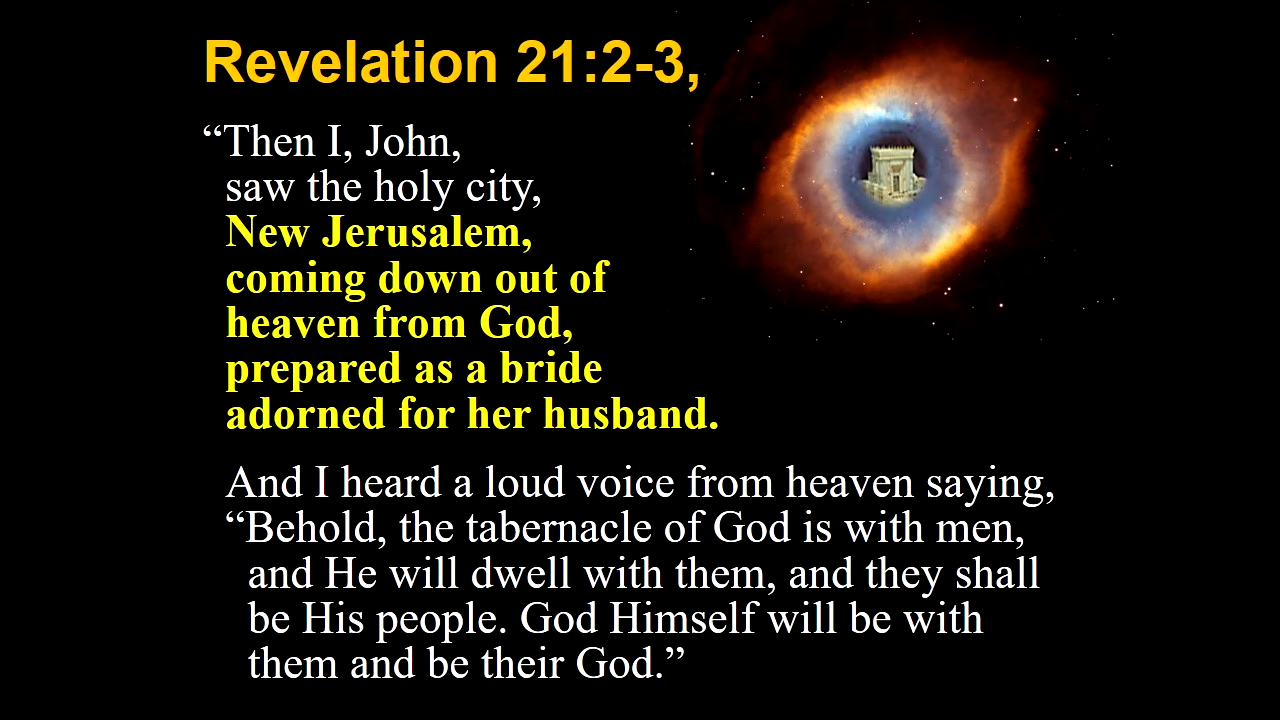 Revelation 21:2-3,
“Then I, John,
saw the holy city,
New Jerusalem,
coming down out of
heaven from God,
prepared as a bride
adorned for her husband.
And I heard a loud voice from heaven saying,
“Behold, the tabernacle of God is with men,
and He will dwell with them, and they shall
be His people. God Himself will be with
them and be their God.”